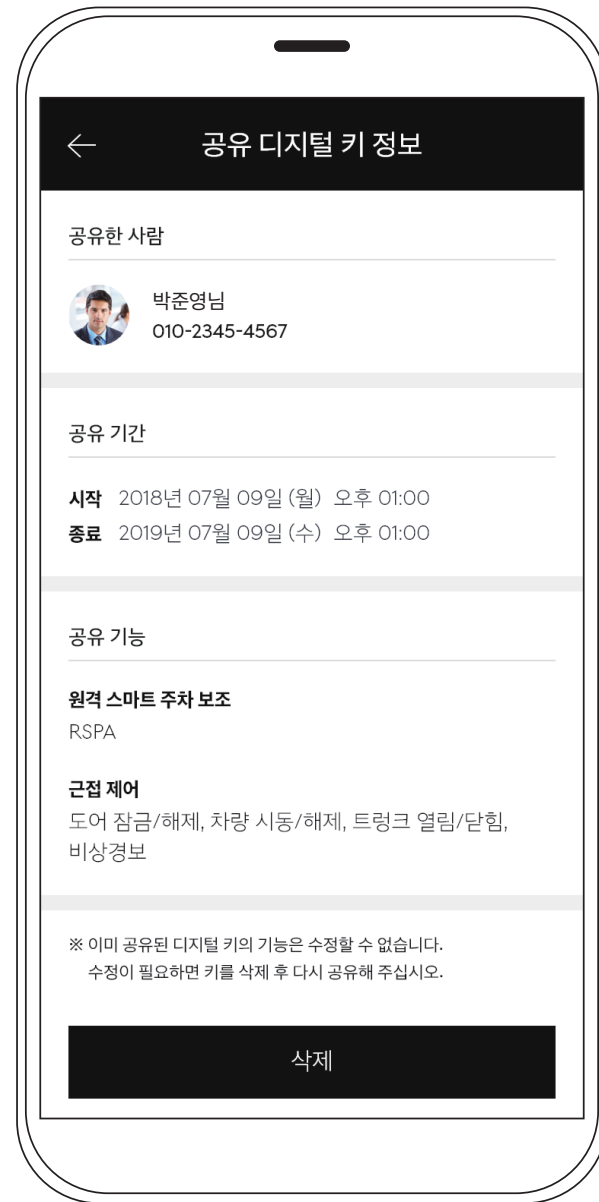 공유 디지털 키 정보
공유한 사람
박준영님
010-2345-4567
공유 기간
시작 2018년 07월 09일 (월) 오후 01:00
종료 2019년 07월 09일 (수) 오후 01:00
공유 기능
원격 스마트 주차 보조
RSPA
근접 제어
도어 잠금/해제, 차량 시동/해제, 트렁크 열림/닫힘,
비상경보
※ 이미 공유된 디지털 키의 기능은 수정할 수 없습니다.
수정이 필요하면 키를 삭제 후 다시 공유해 주십시오.
삭제